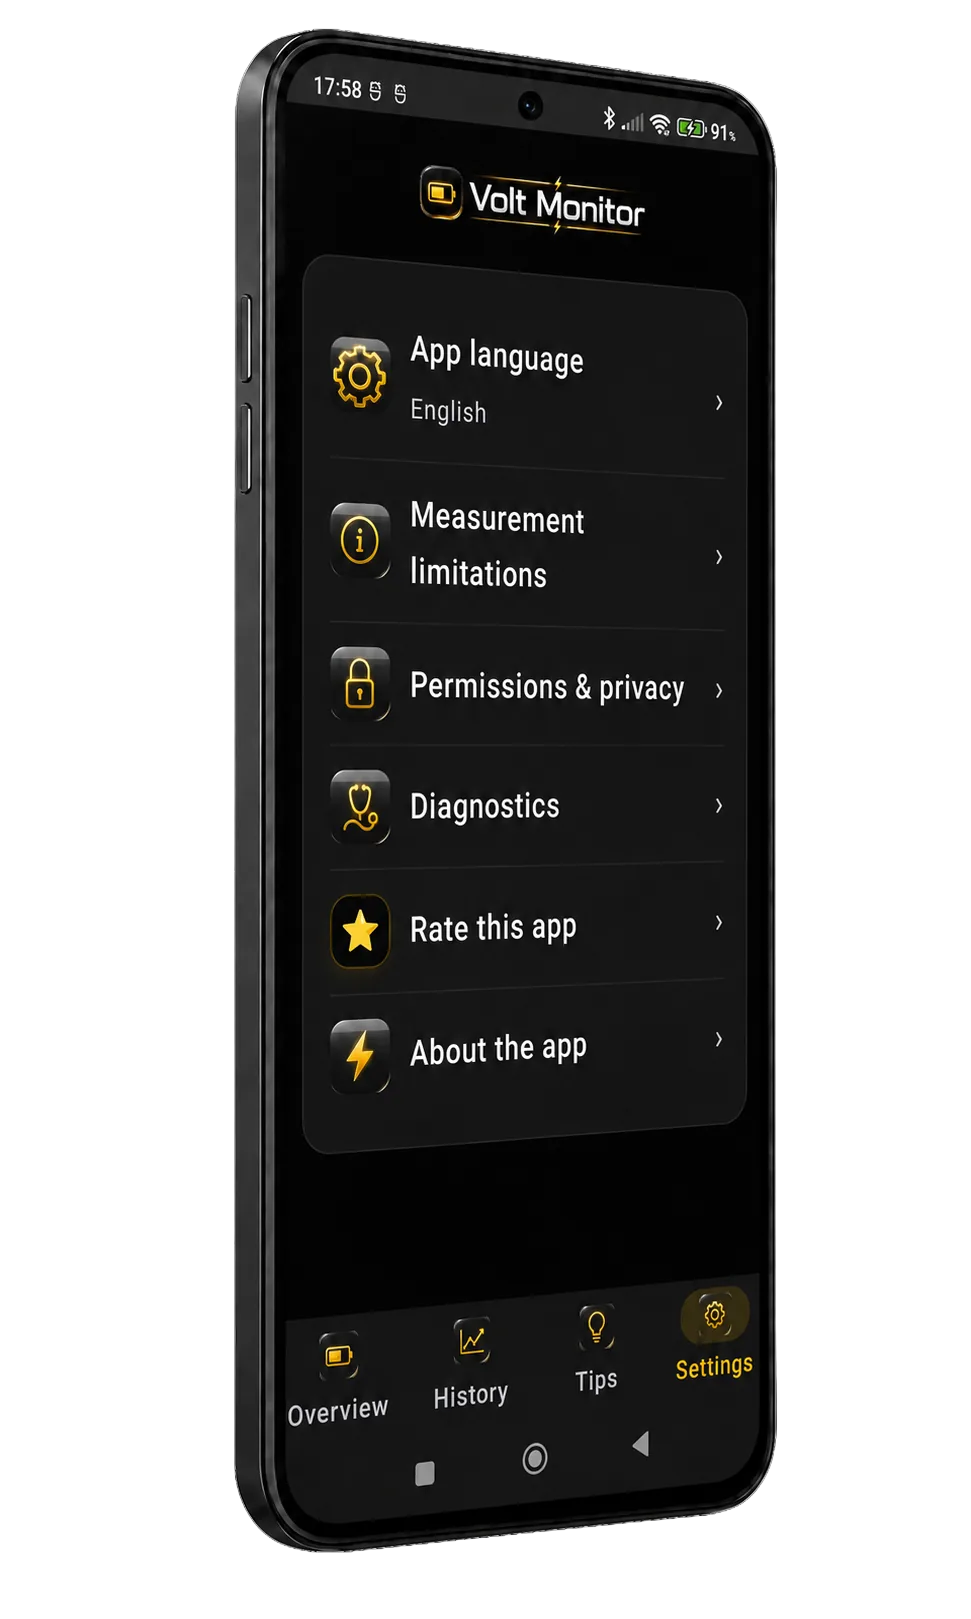 17:58
91%
Volt Monitor
App language
English
Measurement
limitations
Permissions & privacy
Diagnostics
Rate this app
About the app
Overview
History
Tips
Settings